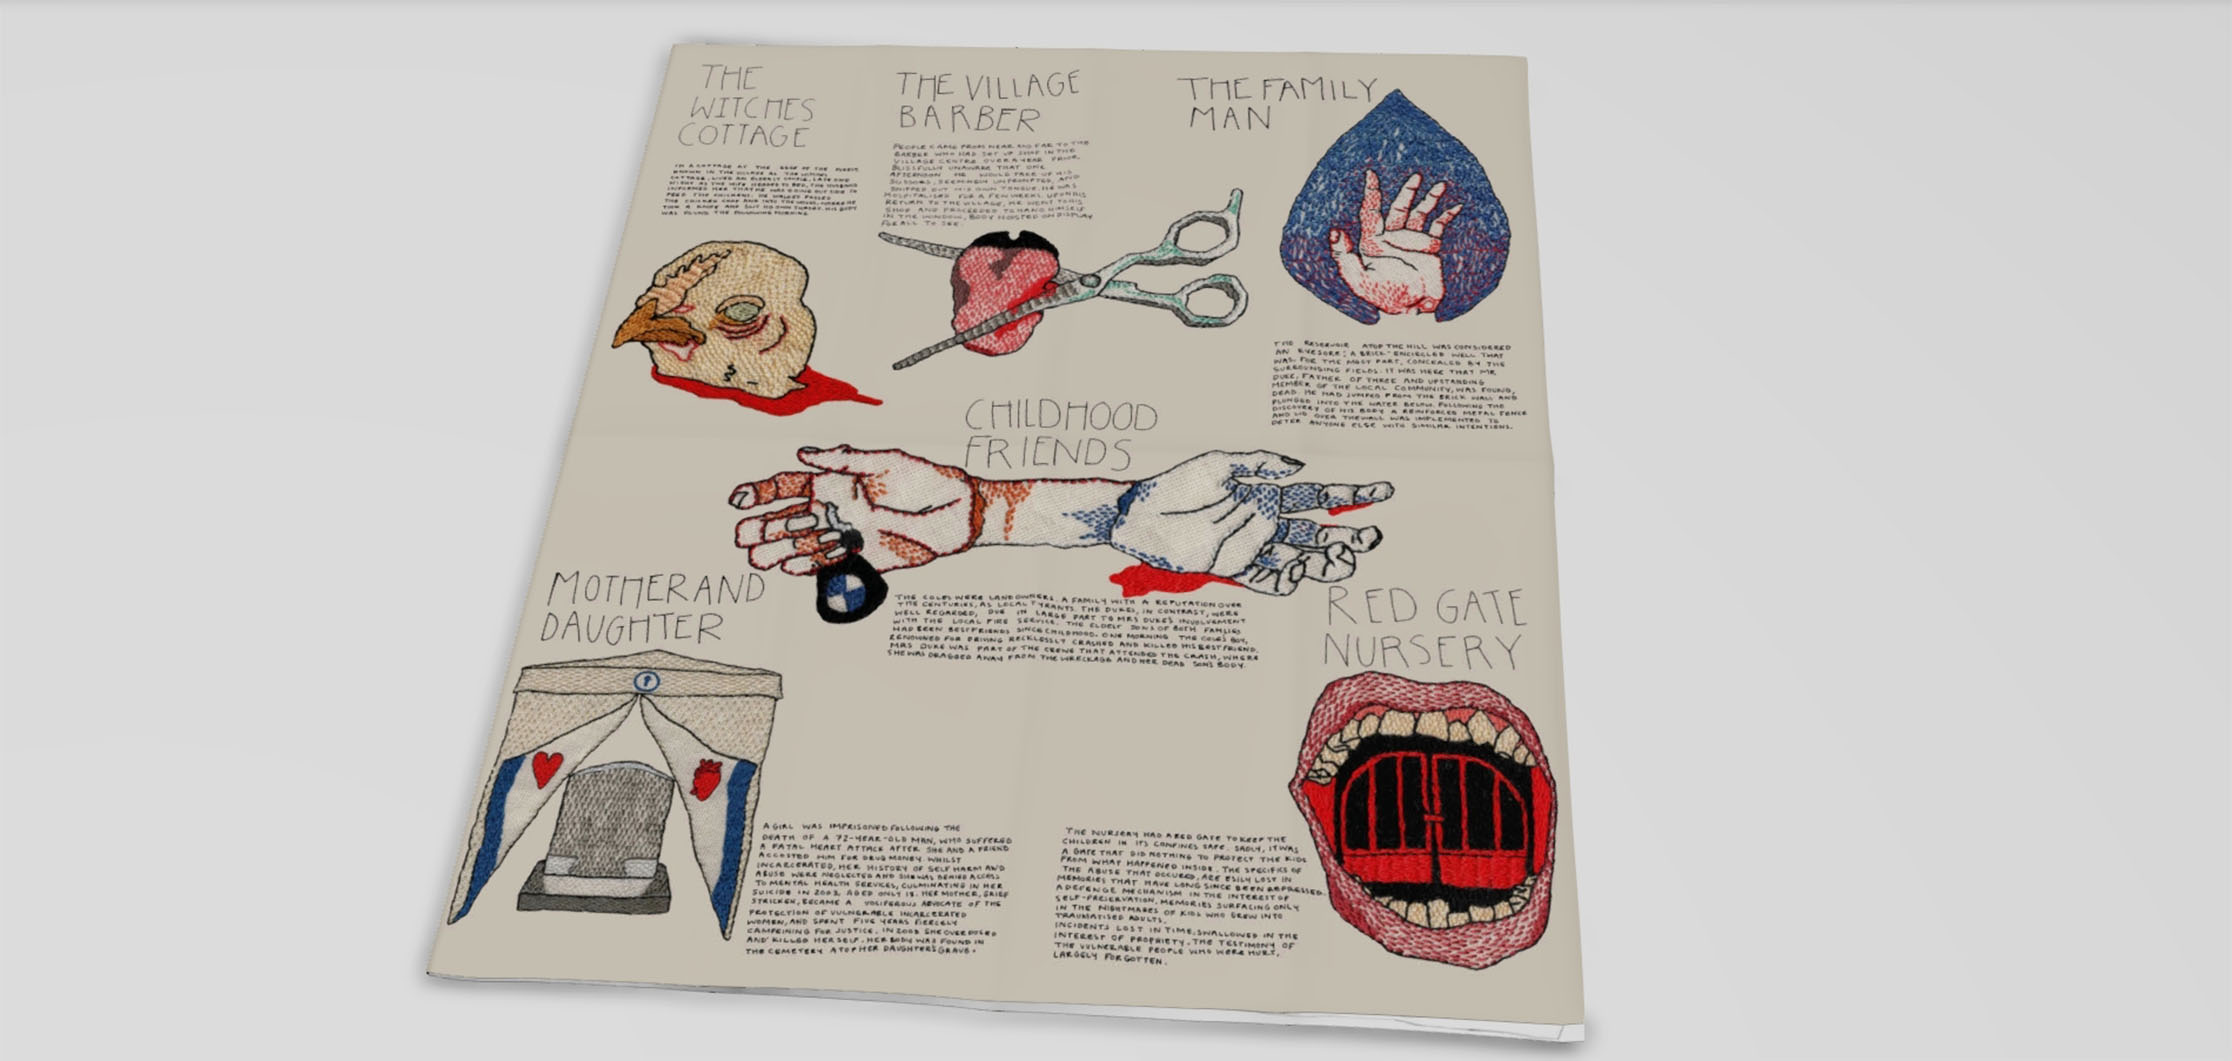 THE
WITCHES
COTTAGE
IN A COTTAGE AT THE EDGE OF THE
KNOWN IN THE VILLAGE AS THE WITCHES
COTTAGE, LIVED AN ELDERLY COUPLE. LATE ONE
NIGHT AS THE WIFE HEADED TO BED, THE HUSBAND
INFORMED HER THAT HE WAS GOING OUTSIDE TO
FEED THE CHICKENS. HE WALKED PASSED
THE CHICKEN COOP AND INTO THE WOODS, WHERE HE
TOOK A KNIFE AND SLIT HIS OWN THROAT. HIS BODY
WAS FOUND THE FOLLOWING MORNING.
THE VILLAGE
BARBER
PEOPLE CAME FROM NEAR AND FAR TO THE
BARBER WHO HAD SET UP SHOP IN THE
VILLAGE CENTRE OVER A YEAR PRIOR.
BLISSFULLY UNAWARE THAT ONE
AFTERNOON HE WOULD TAKE UP HIS
SCISSORS, SEEMINGLY UNPROMPTED, AND
SNIPPED OUT HIS OWN TONGUE. HE WAS
HOSPITALISED FOR A FEW WEEKS. UPON HIS
RETURN TO THE VILLAGE, HE WENT TO HIS
SHOP AND PROCEEDED TO HANG HIMSELF
IN THE WINDOW, BODY HOISTED ON DISPLAY
FOR ALL TO SEE.
THE FAMILY
MAN
THE RESERVOIR ATOP THE HILL WAS CONSIDERED
AN EYESORE; A BRICK-ENCIRCLED WELL THAT
WAS, FOR THE MOST PART, CONCEALED BY THE
SURROUNDING FIELDS. IT WAS HERE THAT MR
DUKE, FATHER OF THREE AND UPSTANDING
MEMBER OF THE LOCAL COMMUNITY, WAS FOUND,
DEAD. HE HAD JUMPED FROM THE BRICK WALL AND
PLUNGED INTO THE WATER BELOW. FOLLOWING THE
DISCOVERY OF HIS BODY A REINFORCED METAL FENCE
AND LID OVER THE WALL WAS IMPLEMENTED TO
DETER ANYONE ELSE WITH SIMILAR INTENTIONS.
CHILDHOOD
FRIENDS
THE COLES WERE LANDOWNERS. A FAMILY WITH A REPUTATION OVER
THE CENTURIES, AS LOCAL TYRANTS. THE DUKES, IN CONTRAST, WERE
WELL REGARDED, DUE IN LARGE PART TO MRS DUKE'S INVOLVEMENT
WITH THE LOCAL FIRE SERVICE. THE ELDEST SONS OF BOTH FAMILIES
HAD BEEN BEST FRIENDS SINCE CHILDHOOD. ONE MORNING THE COLE'S BOY,
RENOWNED FOR DRIVING RECKLESSLY CRASHED AND KILLED HIS BEST FRIEND.
MRS DUKE WAS PART OF THE CREWE THAT ATTENDED THE CRASH, WHERE
SHE WAS DRAGGED AWAY FROM THE WRECKAGE AND HER DEAD SONS BODY.
MOTHER AND
DAUGHTER
A GIRL WAS IMPRISONED FOLLOWING THE
DEATH OF A 72-YEAR-OLD MAN, WHO SUFFERED
A FATAL HEART ATTACK AFTER SHE AND A FRIEND
ACCOSTED HIM FOR DRUG MONEY. WHILST
INCARCERATED, HER HISTORY OF SELF HARM AND
ABUSE WERE NEGLECTED AND SHE WAS DENIED ACCESS
TO MENTAL HEALTH SERVICES, CULMINATING IN HER
SUICIDE IN 2003, AGED ONLY 18. HER MOTHER, GRIEF
STRICKEN, BECAME A VOLIFEROUS ADVOCATE OF THE
PROTECTION OF VULNERABLE INCARCERATED
WOMEN, AND SPENT FIVE YEARS FIERCELY
CAMPEINING FOR JUSTICE. IN 2008 SHE OVERDOSED
AND KILLED HERSELF. HER BODY WAS FOUND IN
THE CEMETERY ATOP HER DAUGHTER'S GRAVE.
RED GATE
NURSERY
THE NURSERY HAD A RED GATE TO KEEP THE
CHILDREN IN ITS CONFINES SAFE. SADLY, IT WAS
A GATE THAT DID NOTHING TO PROTECT THE KIDS
FROM WHAT HAPPENED INSIDE. THE SPECIFICS OF
THE ABUSE THAT OCCURED, ARE ESILY LOST IN
MEMORIES THAT HAVE LONG SINCE BEEN REPRESSED.
A DEFENCE MECHANISM IN THE INTEREST OF
SELF-PRESERVATION, MEMORIES SURFACING ONLY
IN THE NIGHTMARES OF KIDS WHO GREW INTO
TRAUMATISED ADULTS.
INCIDENTS LOST IN TIME, SWALLOWED IN THE
INTEREST OF PROPRIETY. THE TESTIMONY OF
THE VULNERABLE PEOPLE WHO WERE HURT,
LARGELY FORGOTTEN.